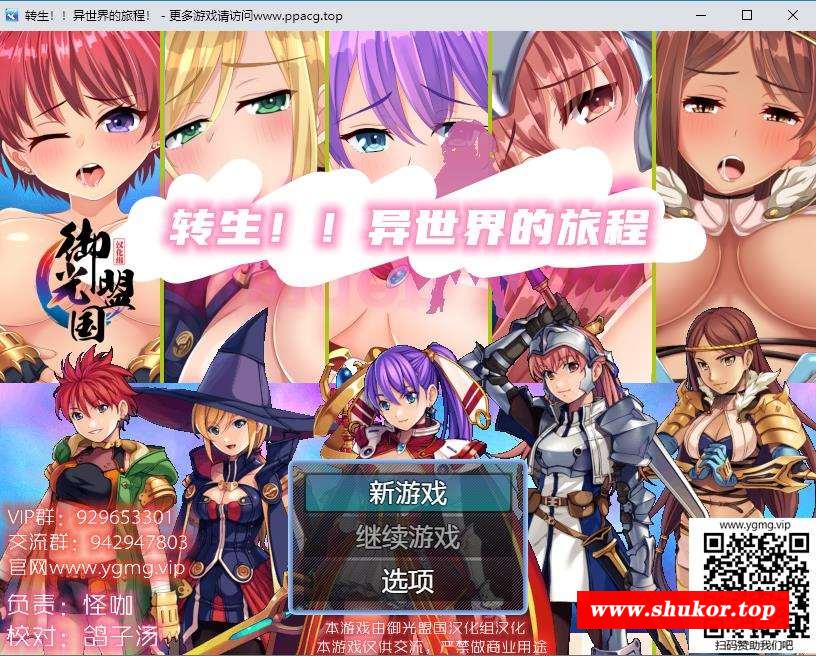 转生！！异世界的旅程！ - 更多游戏请访问www.ppacg.top
转生！！异世界的旅程
御光盟国
汉化组
新游戏
继续游戏
选项
VIP群：929653301
交流群：942947803
官网www.ygmg.vip
负责：怪咖
校对：鸽子汤
本游戏由御光盟国汉化组汉化
本游戏仅供交流，严禁做商业用途
www.ygmg.vip
www.shukor.top
扫码赞助我们吧